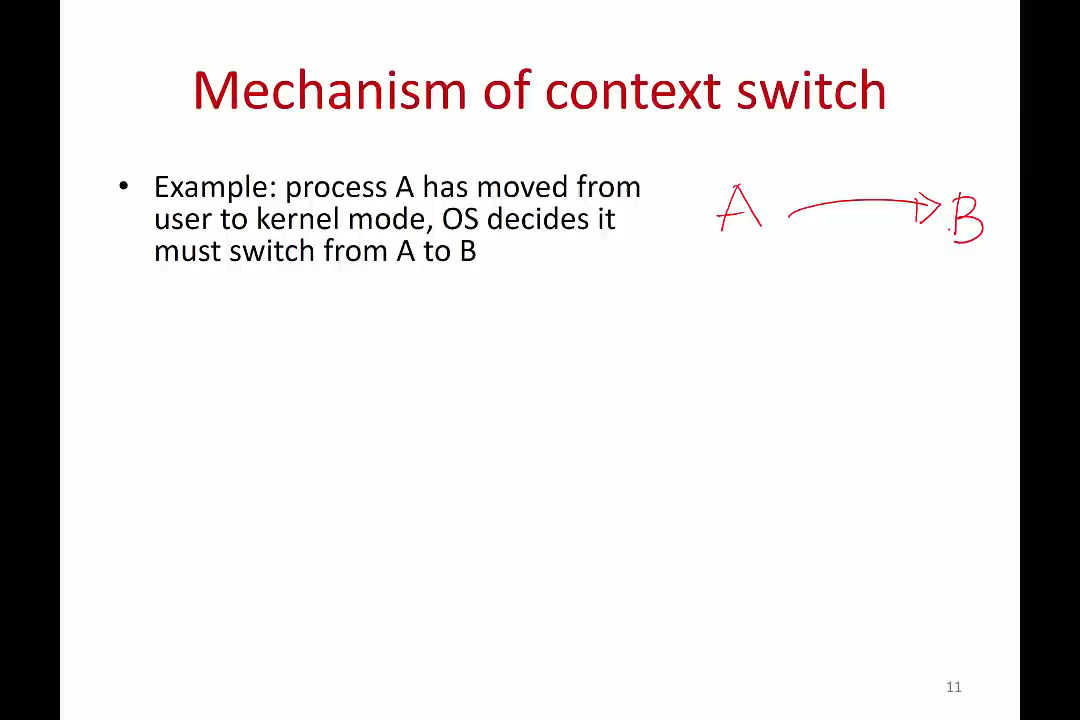 Mechanism of context switch
• Example: process A has moved from
user to kernel mode, OS decides it
must switch from A to B
A → B
11